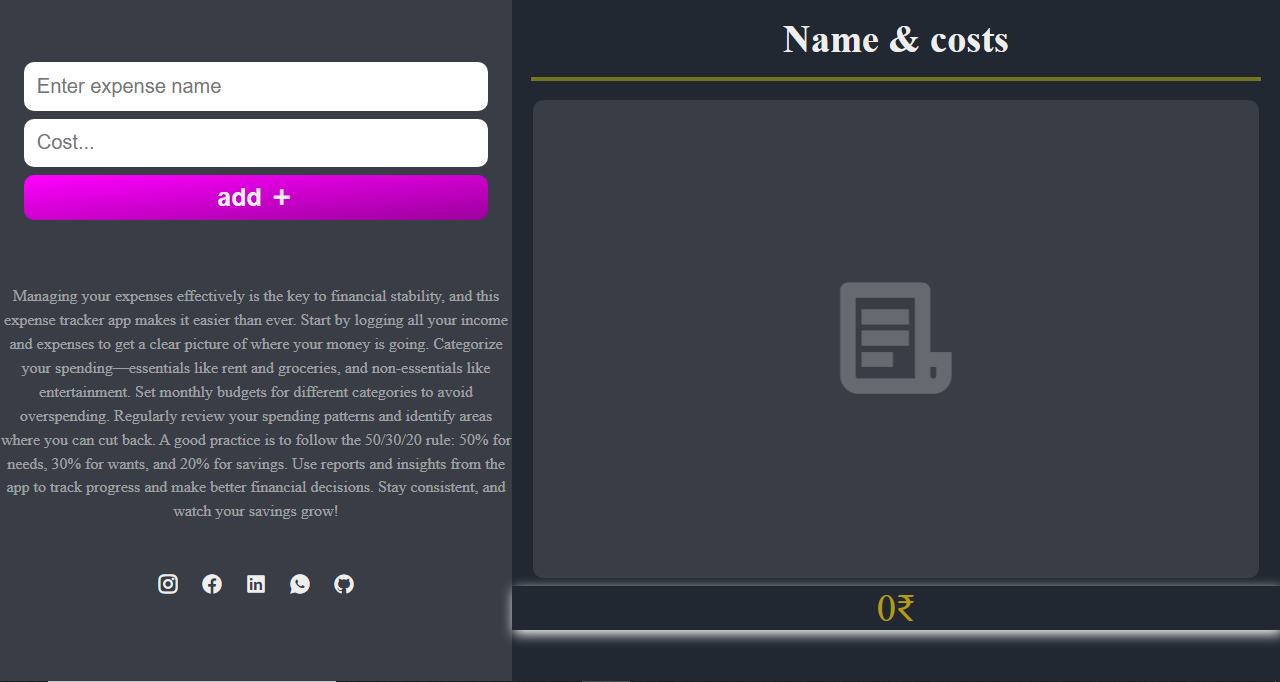 Enter expense name
Cost...
add +
Managing your expenses effectively is the key to financial stability, and this
expense tracker app makes it easier than ever. Start by logging all your income
and expenses to get a clear picture of where your money is going. Categorize
your spending—essentials like rent and groceries, and non-essentials like
entertainment. Set monthly budgets for different categories to avoid
overspending. Regularly review your spending patterns and identify areas
where you can cut back. A good practice is to follow the 50/30/20 rule: 50% for
needs, 30% for wants, and 20% for savings. Use reports and insights from the
app to track progress and make better financial decisions. Stay consistent, and
watch your savings grow!
Name & costs
0₹